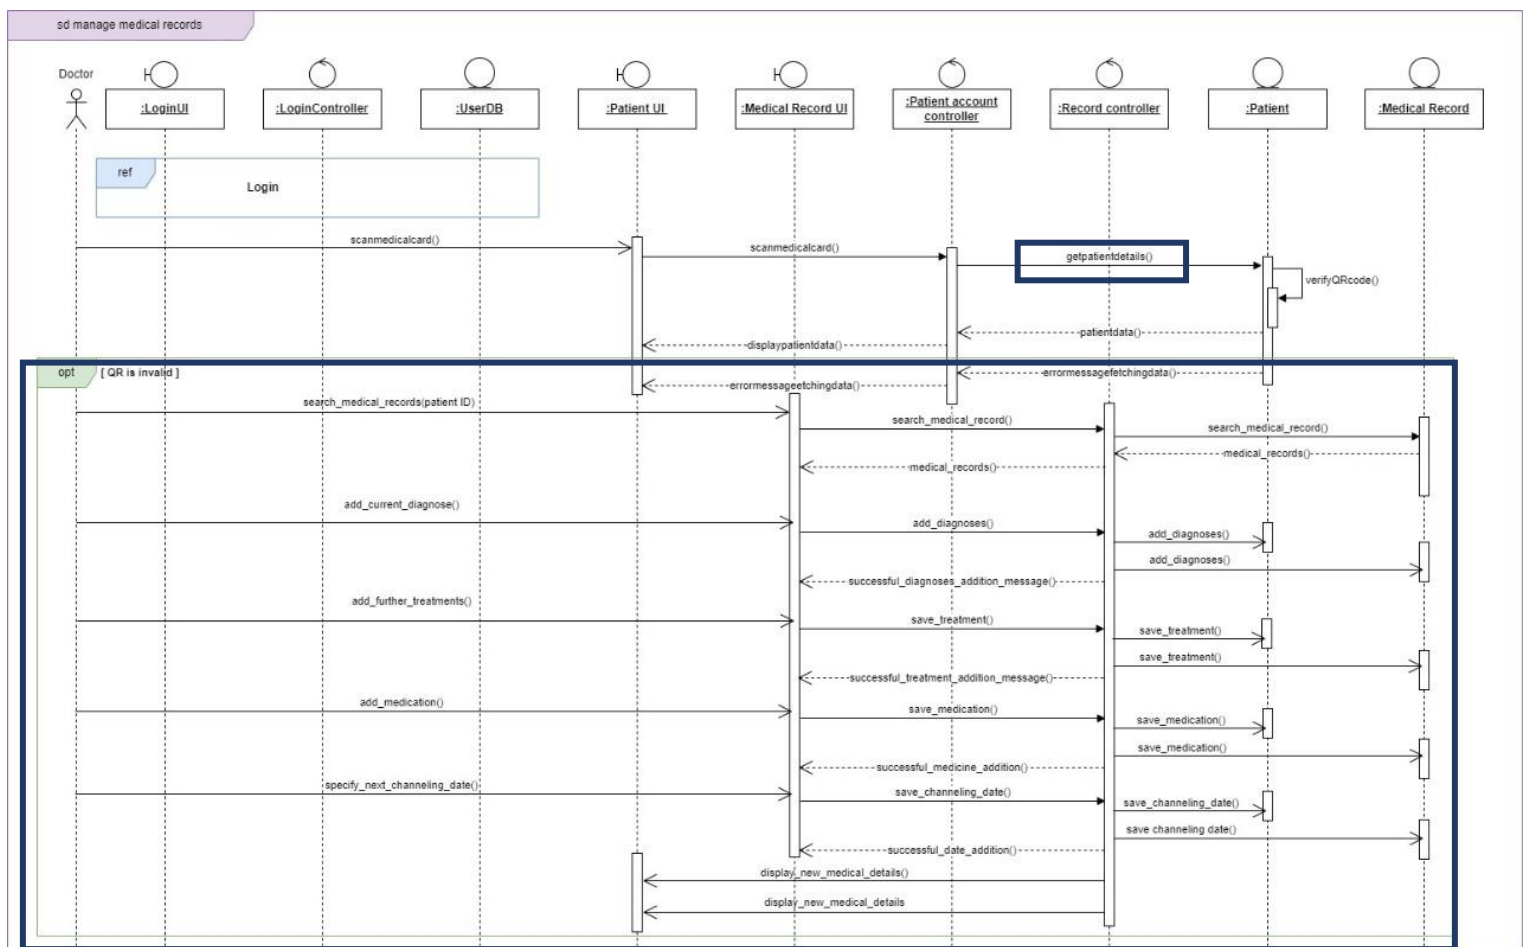 sd manage medical records
Doctor
:LoginUI
:LoginController
:UserDB
:Patient UI
:Medical Record UI
:Patient account
controller
:Record controller
:Patient
:Medical Record
ref
Login
scanmedicalcard()
scanmedicalcard()
getpatientdetails()
verifyQRcode()
patientdata()
displaypatientdata()
opt
[ QR is invalid ]
errormessagefetchingdata()
errormessageetchingdata()
search_medical_records(patient ID)
search_medical_record()
search_medical_record()
medical_records()
medical_records()
add_current_diagnose()
add_diagnoses()
add_diagnoses()
add_diagnoses()
successful_diagnoses_addition_message()
add_further_treatments()
save_treatment()
save_treatment()
save_treatment()
successful_treatment_addition_message()
add_medication()
save_medication()
save_medication()
save_medication()
successful_medicine_addition()
specify_next_channeling_date()
save_channeling_date()
save_channeling_date()
save channeling date()
successful_date_addition()
display_new_medical_details()
display_new_medical_details